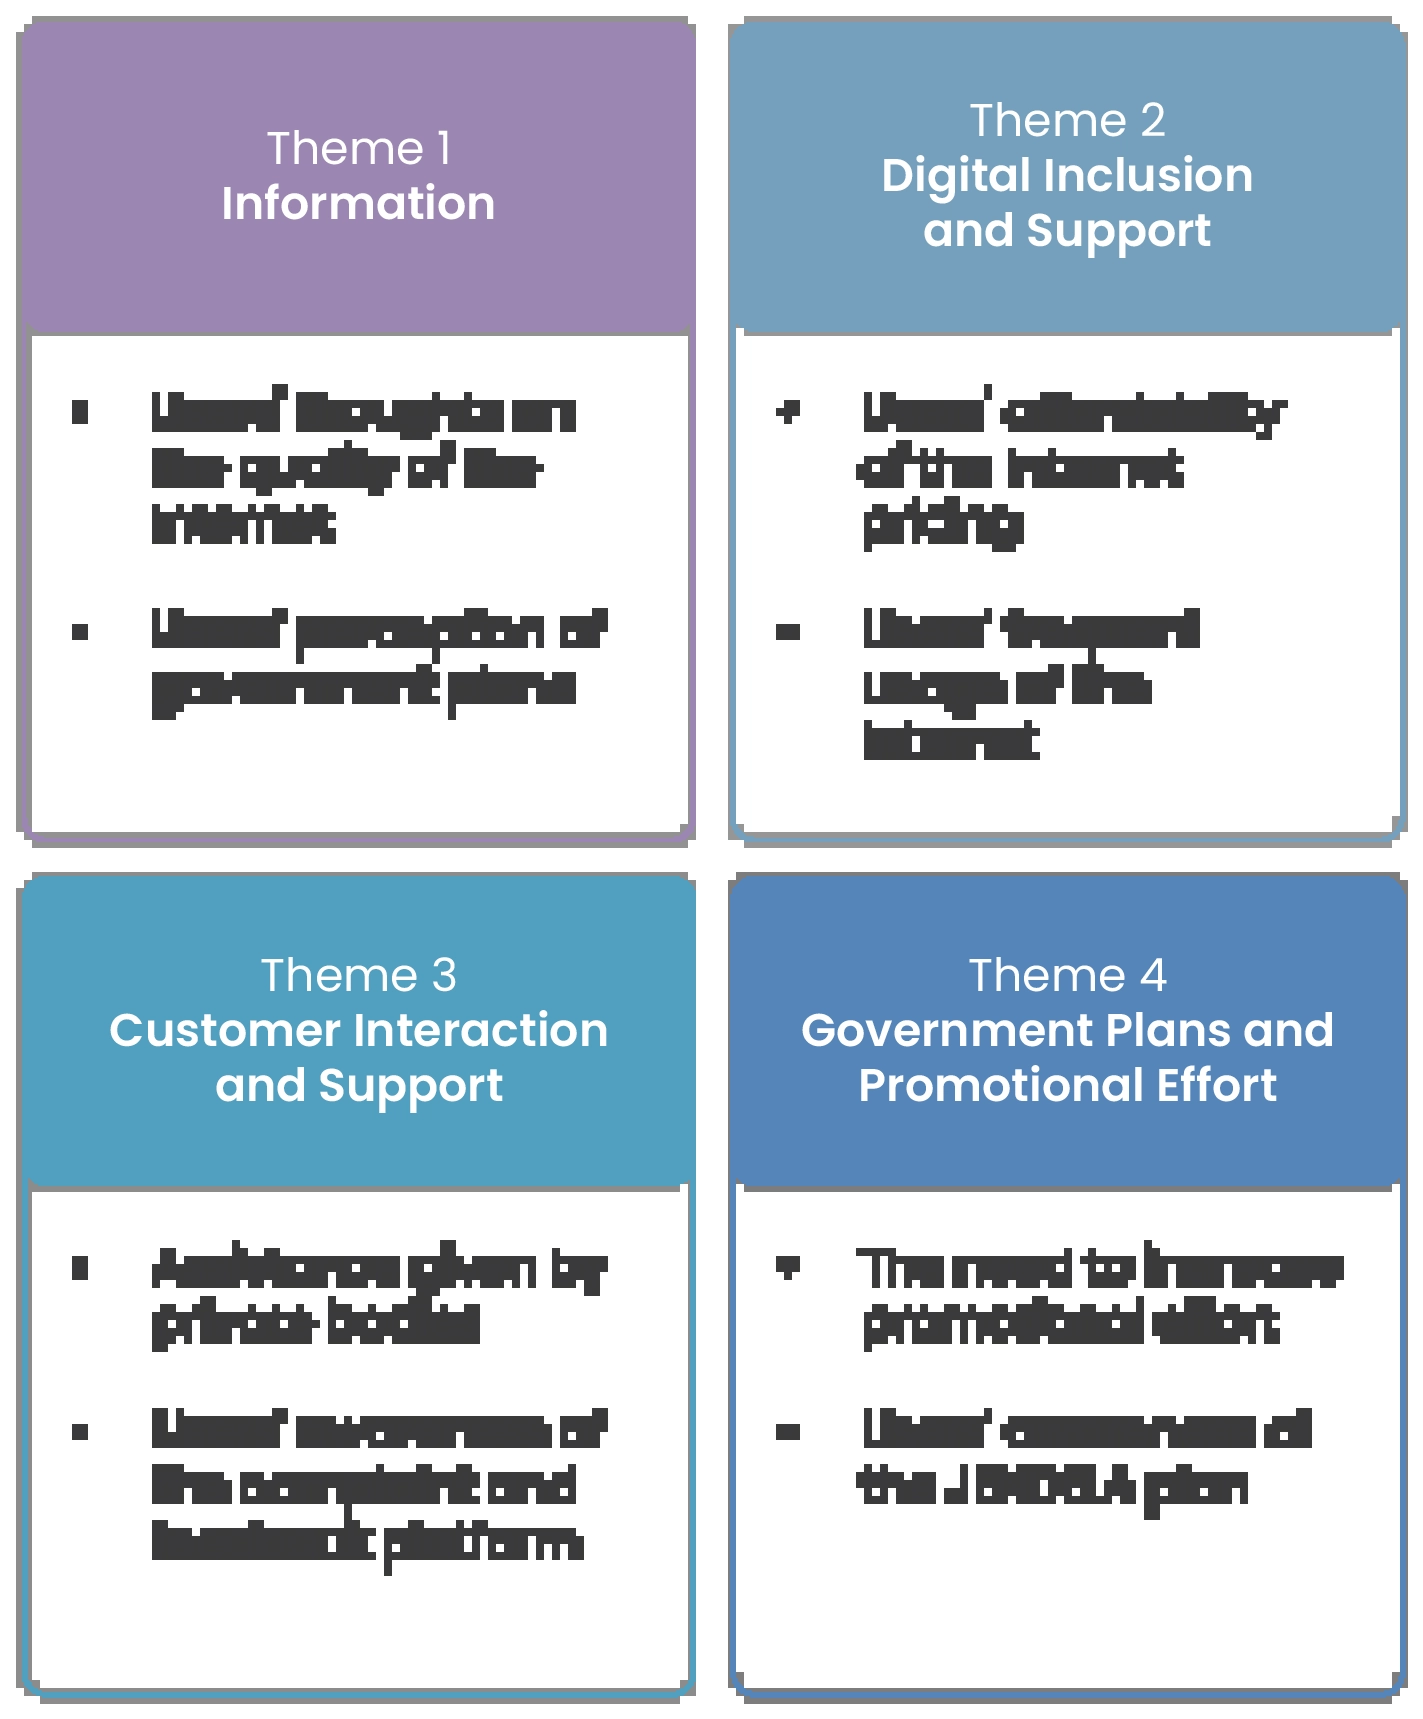 Theme 1
Information
Users' thoughts on
the quality of the
internet
Users' perception of
government plans
Theme 2
Digital Inclusion
and Support
Users' affordability
of the internet
pricing
Users' frequent
usage of the
internet
Theme 3
Customer Interaction
and Support
Assistance given by
private bodies
Users' awareness of
the complaint and
feedback platforms
Theme 4
Government Plans and
Promotional Effort
The need to increase
promotional effort
Users' awareness of
the JENDELA plan